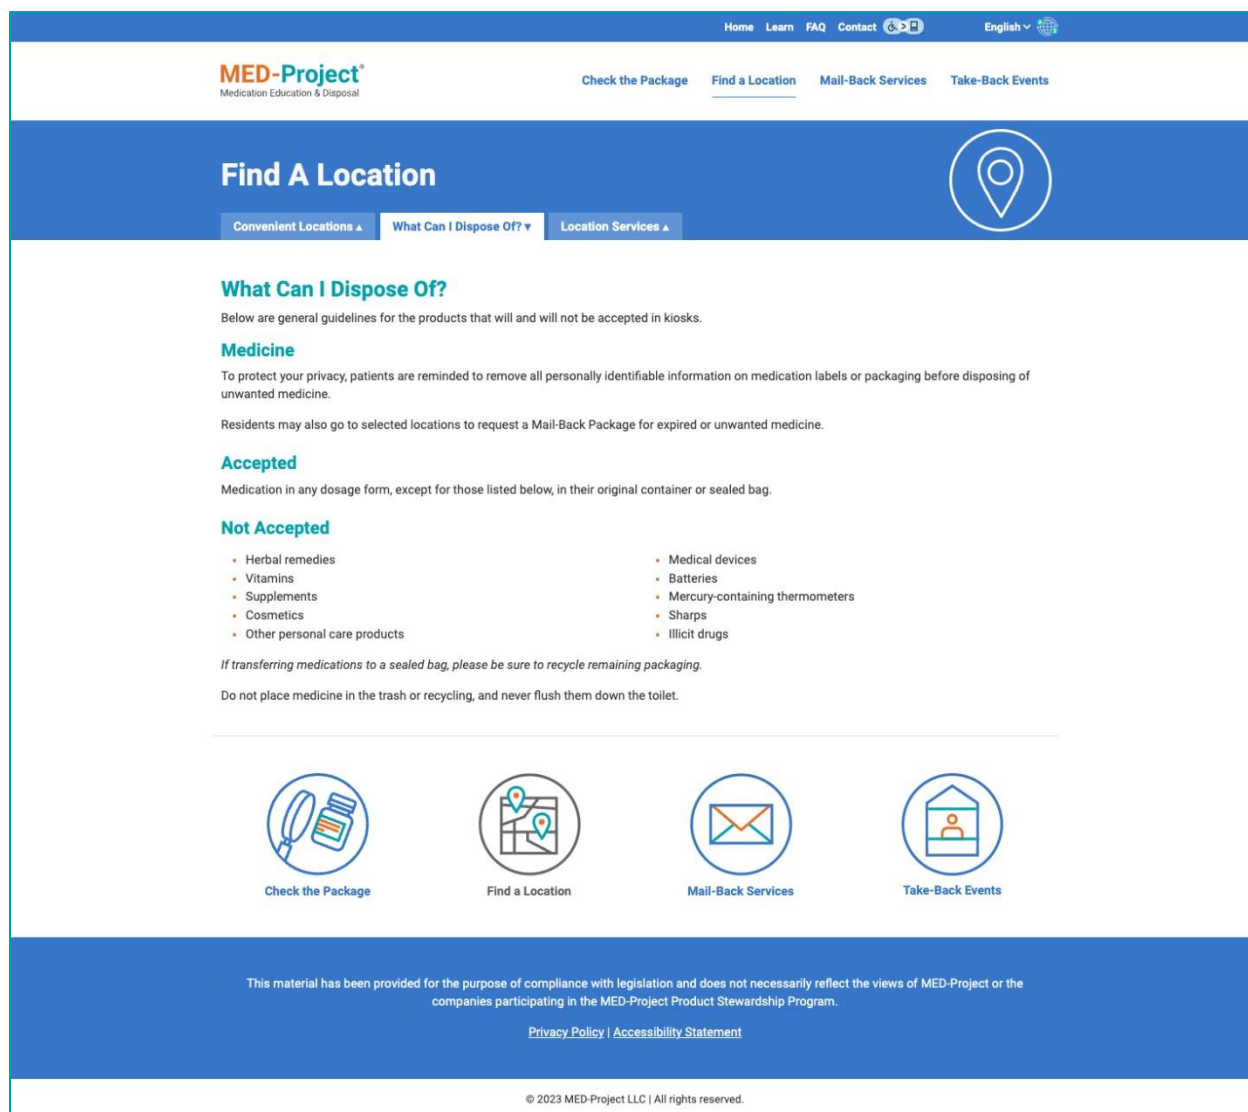 Home Learn FAQ Contact English
MED-Project®
Medication Education & Disposal
Check the Package Find a Location Mail-Back Services Take-Back Events
Find A Location
Convenient Locations ▲ What Can I Dispose Of? ▼ Location Services ▲
What Can I Dispose Of?
Below are general guidelines for the products that will and will not be accepted in kiosks.
Medicine
To protect your privacy, patients are reminded to remove all personally identifiable information on medication labels or packaging before disposing of
unwanted medicine.
Residents may also go to selected locations to request a Mail-Back Package for expired or unwanted medicine.
Accepted
Medication in any dosage form, except for those listed below, in their original container or sealed bag.
Not Accepted
• Herbal remedies
• Vitamins
• Supplements
• Cosmetics
• Other personal care products
• Medical devices
• Batteries
• Mercury-containing thermometers
• Sharps
• Illicit drugs
If transferring medications to a sealed bag, please be sure to recycle remaining packaging.
Do not place medicine in the trash or recycling, and never flush them down the toilet.
Check the Package Find a Location Mail-Back Services Take-Back Events
This material has been provided for the purpose of compliance with legislation and does not necessarily reflect the views of MED-Project or the
companies participating in the MED-Project Product Stewardship Program.
Privacy Policy | Accessibility Statement
© 2023 MED-Project LLC | All rights reserved.